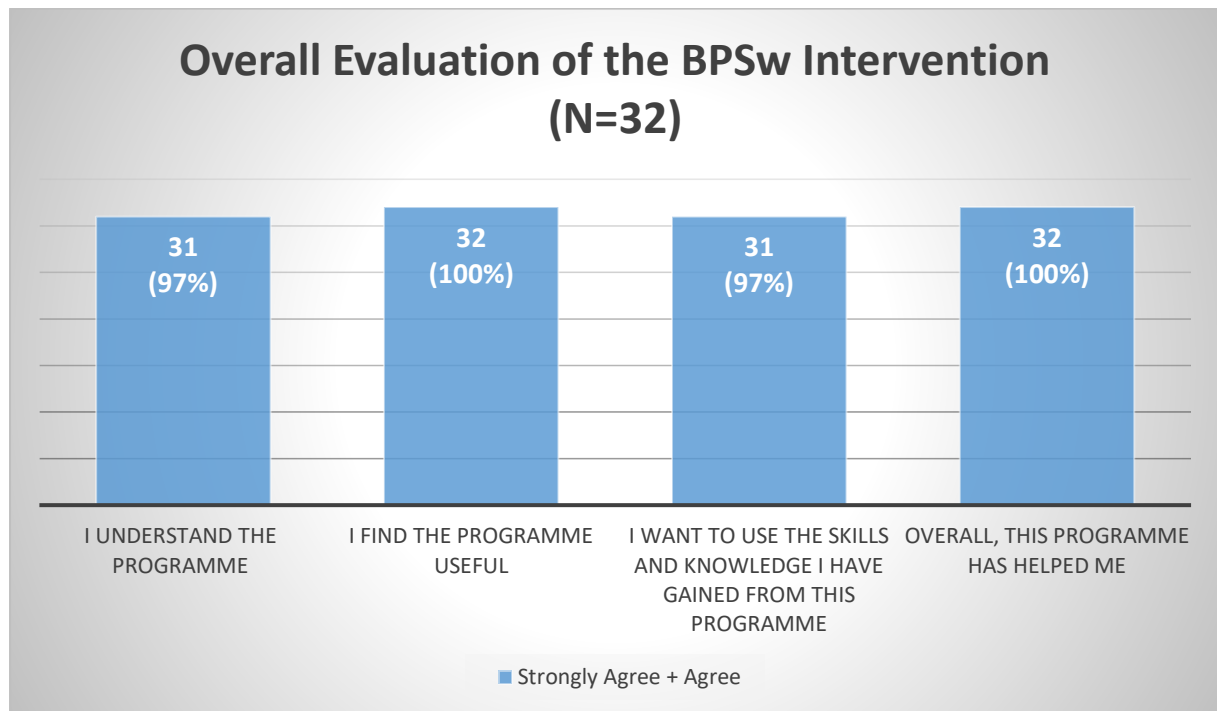 Overall Evaluation of the BPSw Intervention
(N=32)
31
(97%)
32
(100%)
31
(97%)
32
(100%)
I UNDERSTAND THE
PROGRAMME
I FIND THE PROGRAMME
USEFUL
I WANT TO USE THE SKILLS
AND KNOWLEDGE I HAVE
GAINED FROM THIS
PROGRAMME
OVERALL, THIS PROGRAMME
HAS HELPED ME
Strongly Agree + Agree